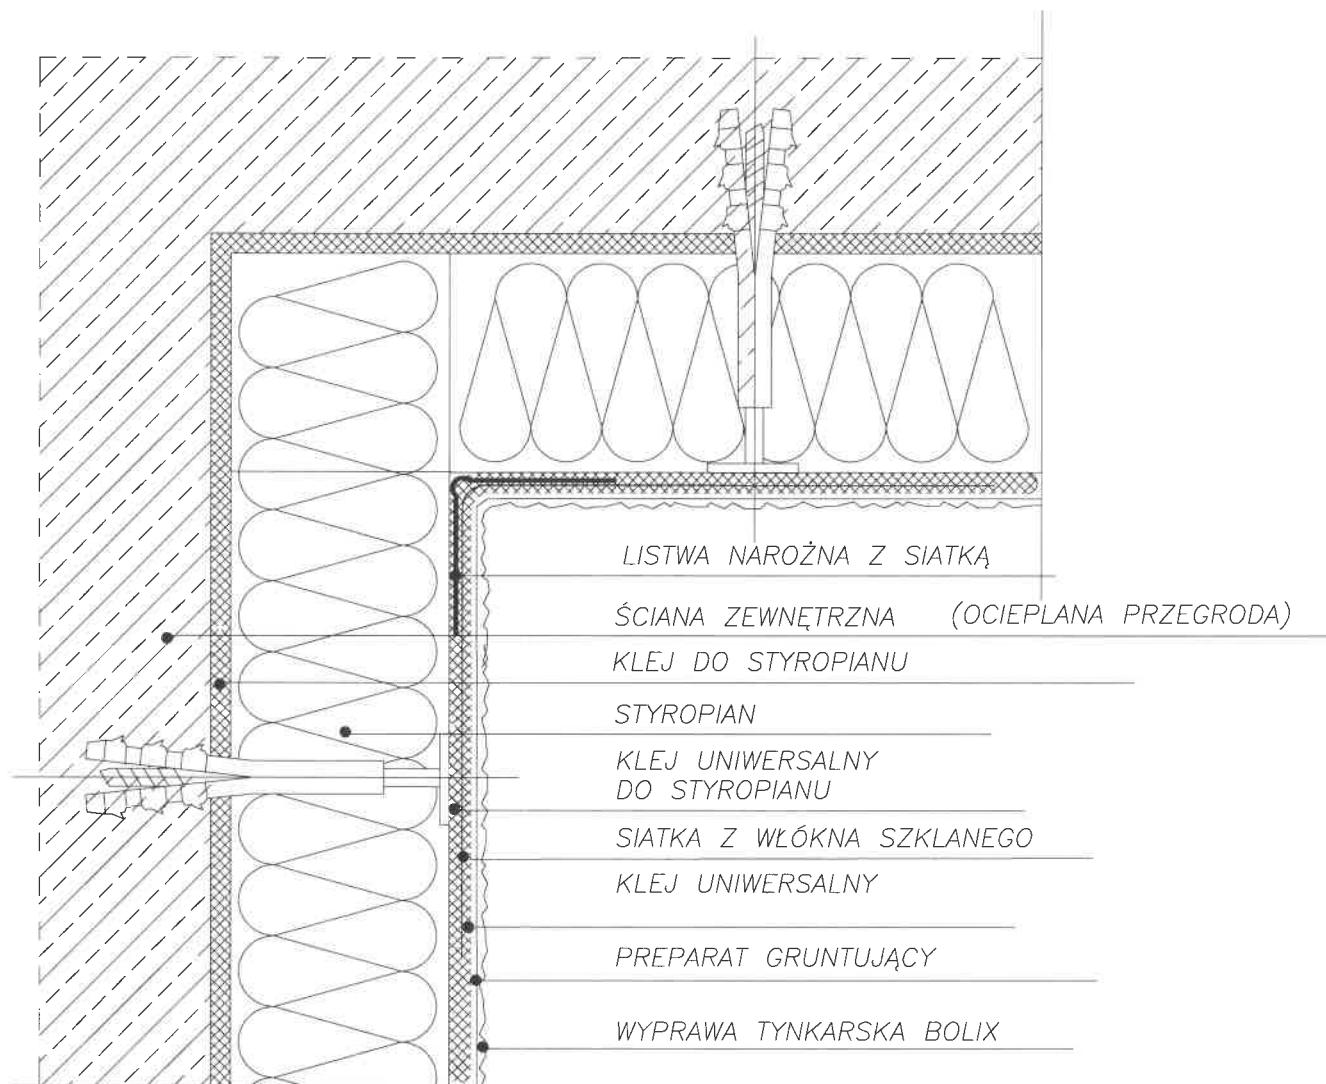 LISTWA NAROŻNA Z SIATKĄ
ŚCIANA ZEWNĘTRZNA (OCIEPLANA PRZEGRODA)
KLEJ DO STYROPIANU
STYROPIAN
KLEJ UNIWERSALNY
DO STYROPIANU
SIATKA Z WŁÓKNA SZKLANEGO
KLEJ UNIWERSALNY
PREPARAT GRUNTUJĄCY
WYPRAWA TYNKARSKA BOLIX